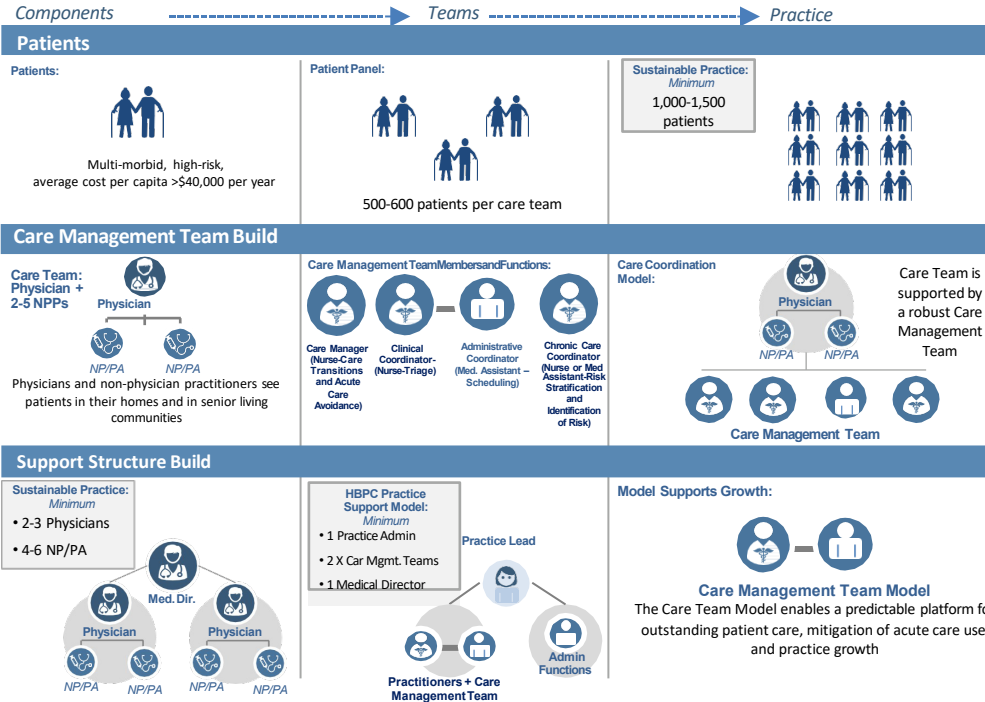 Components
Teams
Practice
Patients
Patients:
Multi-morbid, high-risk,
average cost per capita >$40,000 per year
Patient Panel:
500-600 patients per care team
Sustainable Practice:
Minimum
1,000-1,500
patients
Care Management Team Build
Care Team:
Physician +
2-5 NPPs
Physician
NP/PA
NP/PA
Physicians and non-physician practitioners see
patients in their homes and in senior living
communities
Care Management TeamMembersandFunctions:
Care Manager
(Nurse-Care
Transitions
and Acute
Care
Avoidance)
Clinical
Coordinator-
(Nurse-Triage)
Administrative
Coordinator
(Med. Assistant –
Scheduling)
Chronic Care
Coordinator
(Nurse or Med
Assistant-Risk
Stratification
and
Identification
of Risk)
Care Coordination
Model:
Physician
NP/PA
NP/PA
Care Team is
supported by
a robust Care
Management
Team
Care Management Team
Support Structure Build
Sustainable Practice:
Minimum
• 2-3 Physicians
• 4-6 NP/PA
Med. Dir.
Physician
Physician
NP/PA
NP/PA
NP/PA
NP/PA
HBPC Practice
Support Model:
Minimum
• 1 Practice Admin
• 2 X Car Mgmt. Teams
• 1 Medical Director
Practice Lead
Admin
Functions
Practitioners + Care
Management Team
Model Supports Growth:
Care Management Team Model
The Care Team Model enables a predictable platform fo
outstanding patient care, mitigation of acute care use
and practice growth